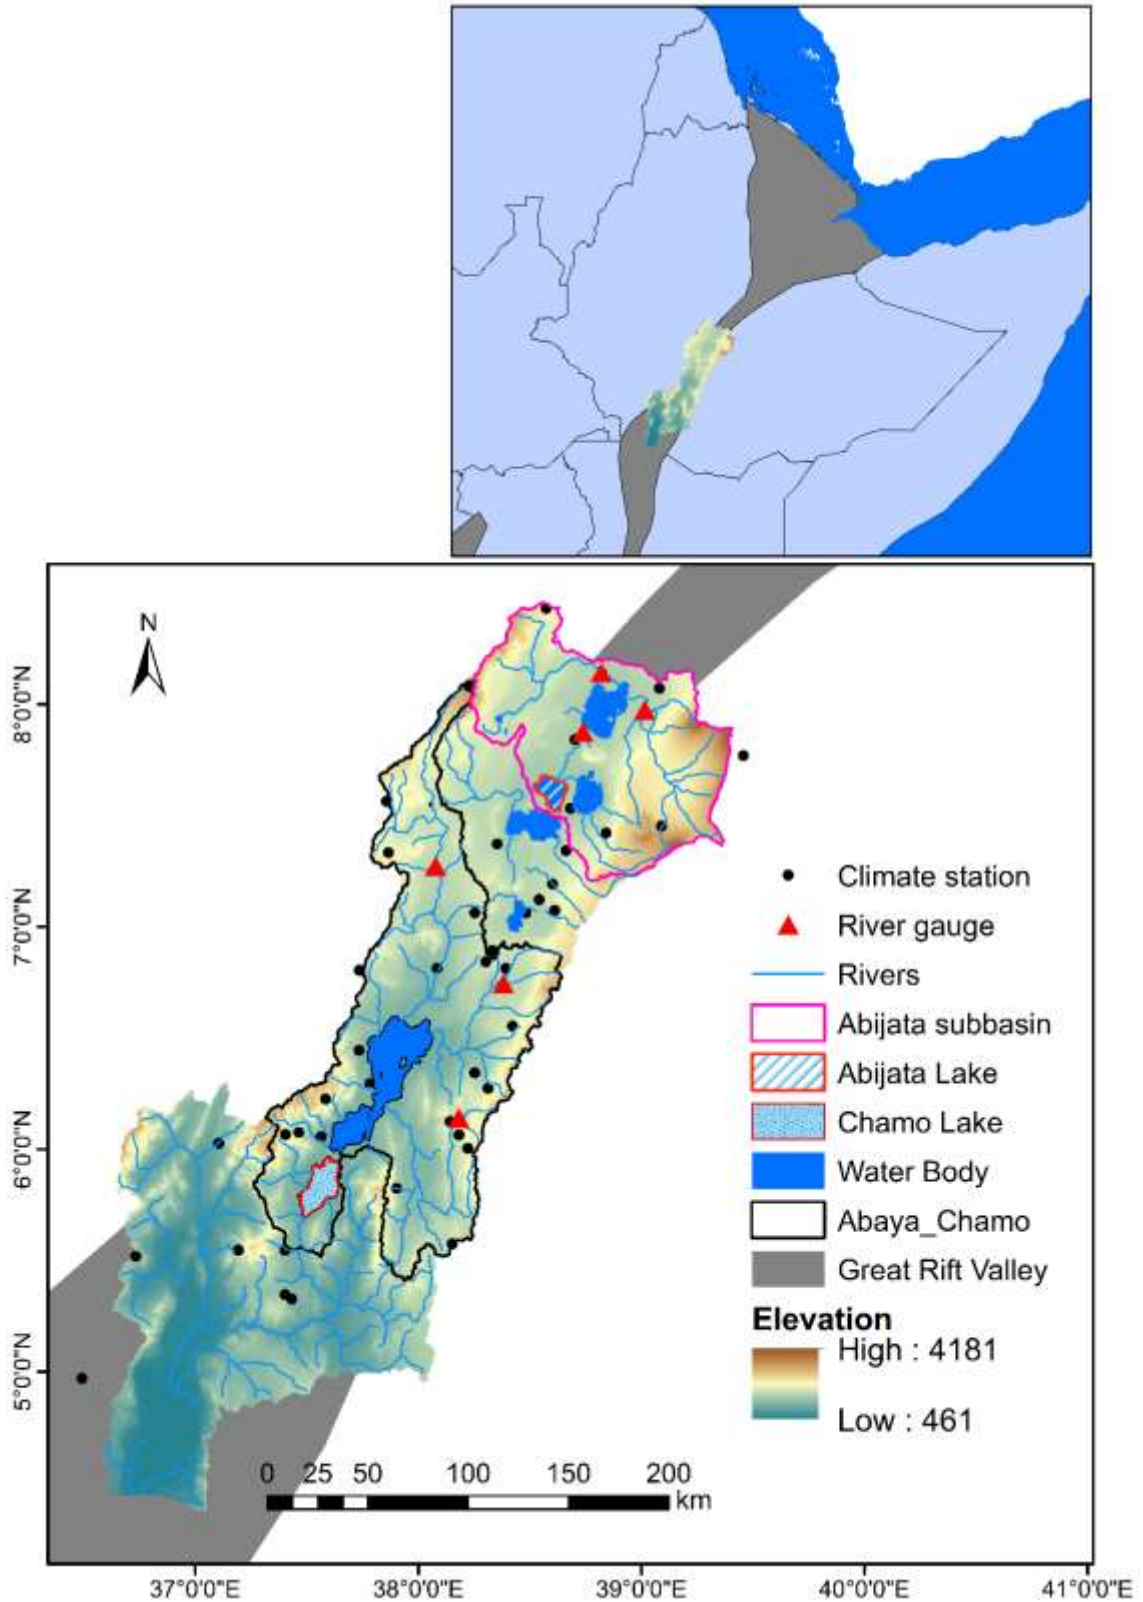 N
8°0'0"N
7°0'0"N
6°0'0"N
5°0'0"N
Climate station
River gauge
Rivers
Abijata subbasin
Abijata Lake
Chamo Lake
Water Body
Abaya_Chamo
Great Rift Valley
Elevation
High : 4181
Low : 461
0 25 50 100 150 200
km
37°0'0"E 38°0'0"E 39°0'0"E 40°0'0"E 41°0'0"E